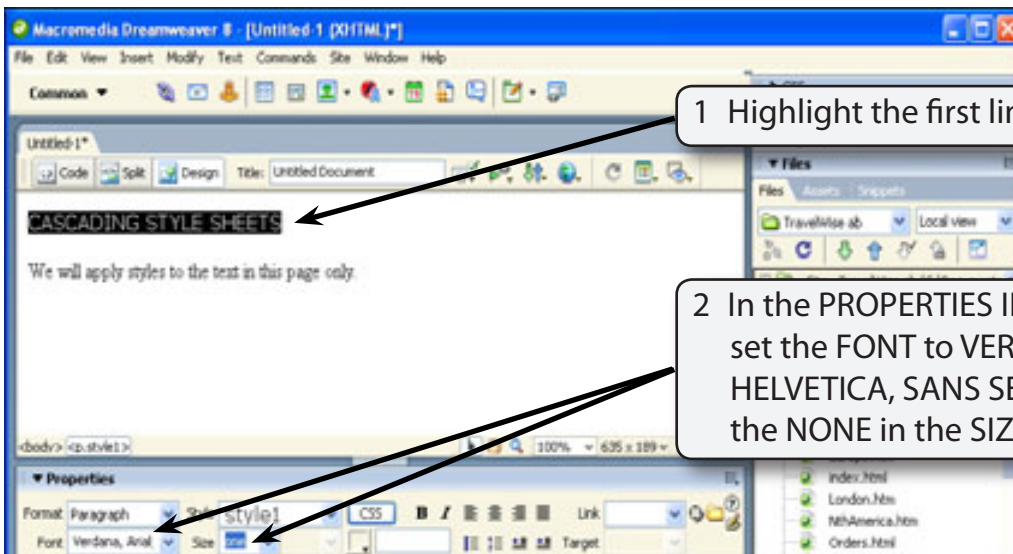 Macromedia Dreamweaver 8 - [Untitled-1 (XHTML)*]
File Edit View Insert Modify Text Commands Site Window Help
Common
CSS
1 Highlight the first lin
Untitled-1*
Code Split Design Title: Untitled Document
Files
Files Assets Snippets
TravelWise ab Local view
CASCADING STYLE SHEETS
We will apply styles to the text in this page only.
2 In the PROPERTIES I
set the FONT to VER
HELVETICA, SANS SE
the NONE in the SIZ
<body> <p.style1> 100% 635 x 189
Properties
index.html
Format Paragraph Style style1 CSS B I Link
London.htm
NthAmerica.htm
Font Verdana, Arial Size Target
Orders.html